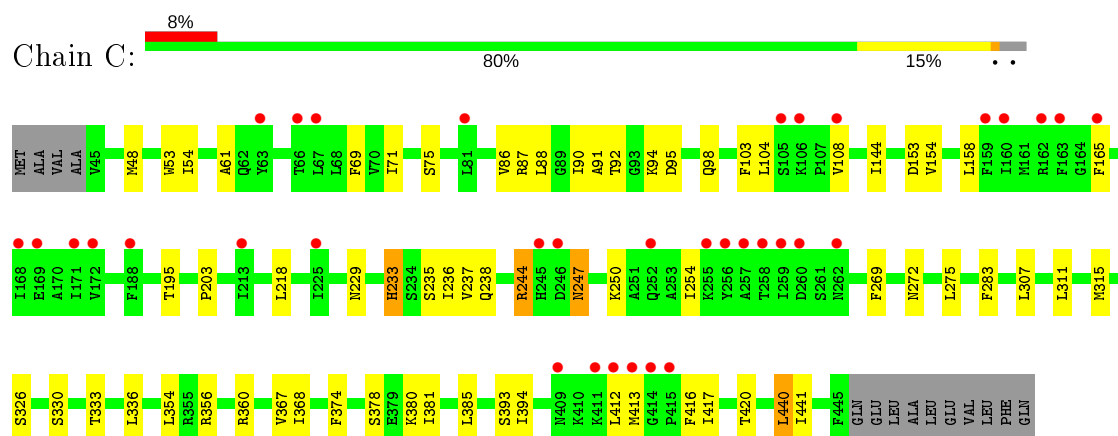 8%
Chain C:
80% 15% • •
MET ALA VAL ALA V45 M48 W53 I54 A61 Q62 Y63 T66 L67 L68 F69 V70 I71 S75 L81 V86 R87 L88 G89 I90 A91 T92 G93 K94 D95 Q98 F103 L104 S105 K106 P107 V108 I144 D153 V154 L158 F159 I160 M161 R162 F163 G164 F165
I168 E169 A170 I171 V172 F188 T195 P203 I213 L218 I225 N229 H233 S234 S235 I236 V237 Q238 R244 H245 D246 N247 K250 A251 Q252 A253 I254 K255 Y256 A257 T258 I259 D260 S261 N262 F269 N272 L275 F283 L307 L311 M315
S326 S330 T333 L336 L354 R355 R356 R360 V367 I368 F374 S378 E379 K380 I381 L385 S393 I394 N409 K410 K411 L412 M413 G414 P415 F416 I417 T420 L440 I441 F445 GLN GLU LEU ALA LEU GLU VAL LEU PHE GLN